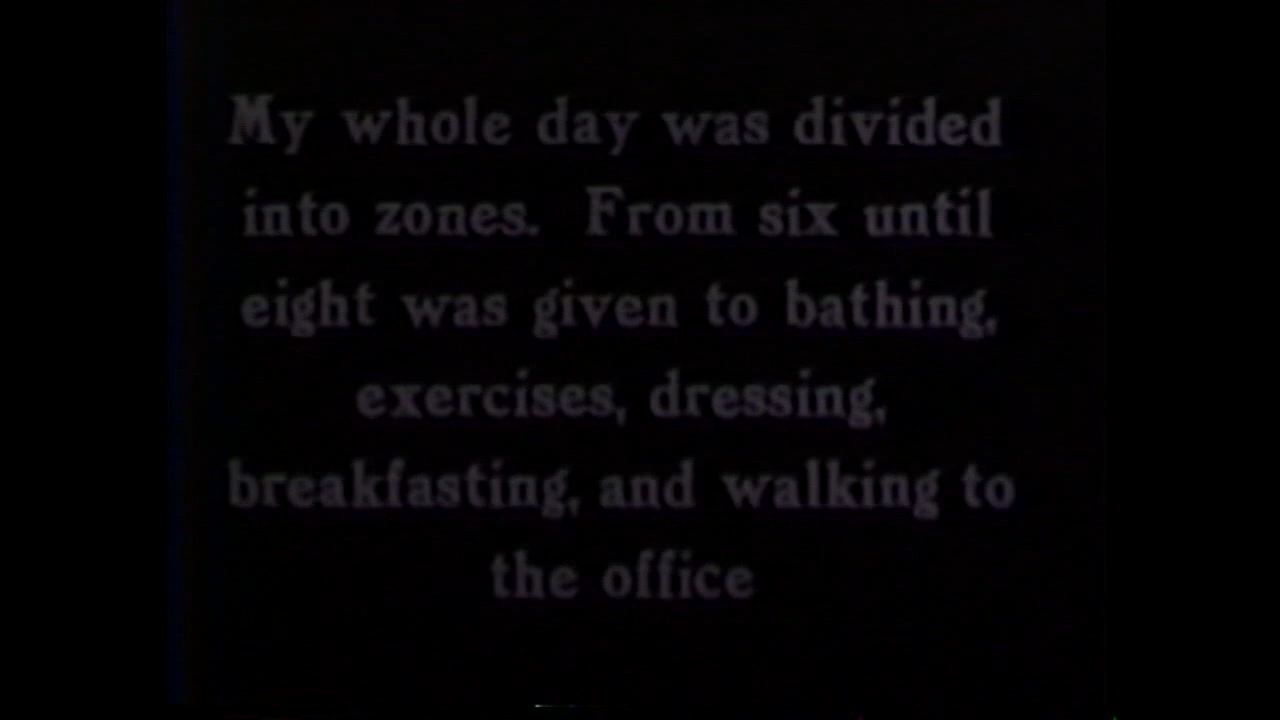 My whole day was divided
into zones. From six until
eight was given to bathing,
exercises, dressing,
breakfasting, and walking to
the office